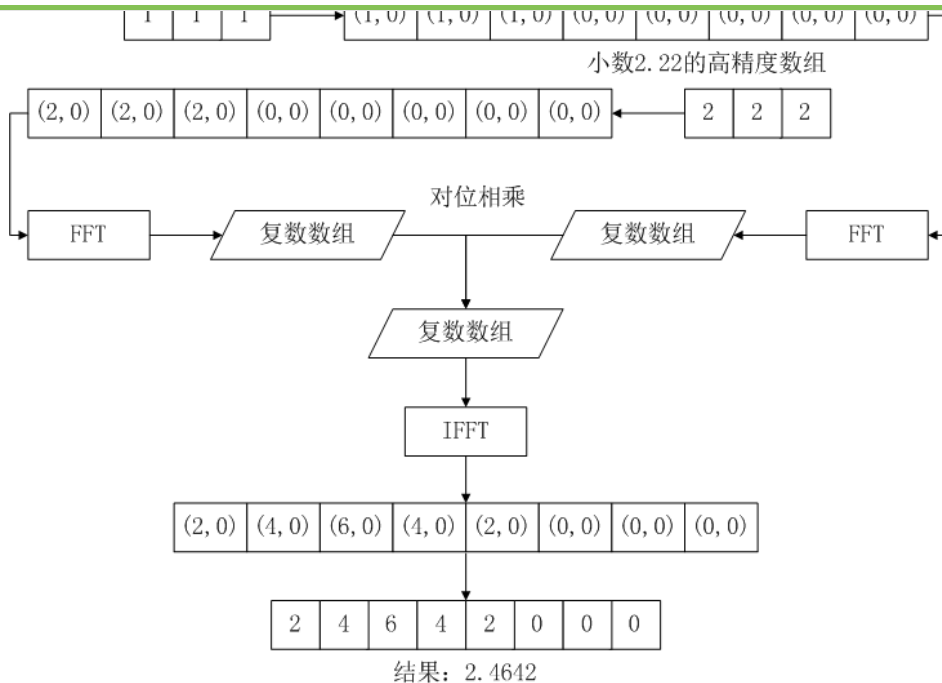 1 1 1 (1,0) (1,0) (1,0) (0,0) (0,0) (0,0) (0,0) (0,0)
小数2.22的高精度数组
(2,0) (2,0) (2,0) (0,0) (0,0) (0,0) (0,0) (0,0) 2 2 2
对位相乘
FFT 复数数组 复数数组 FFT
复数数组
IFFT
(2,0) (4,0) (6,0) (4,0) (2,0) (0,0) (0,0) (0,0)
2 4 6 4 2 0 0 0
结果: 2.4642